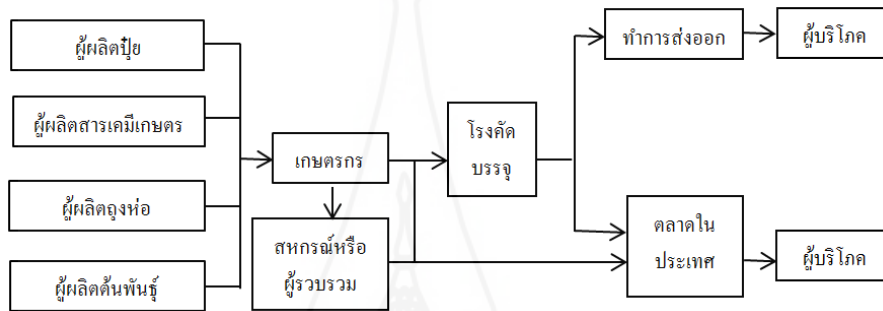 ผู้ผลิตปุ๋ย
ผู้ผลิตสารเคมีเกษตร
ผู้ผลิตถุงห่อ
ผู้ผลิตต้นพันธุ์
เกษตรกร
สหกรณ์หรือ
ผู้รวบรวม
โรงคัด
บรรจุ
ทำการส่งออก
ผู้บริโภค
ตลาดใน
ประเทศ
ผู้บริโภค